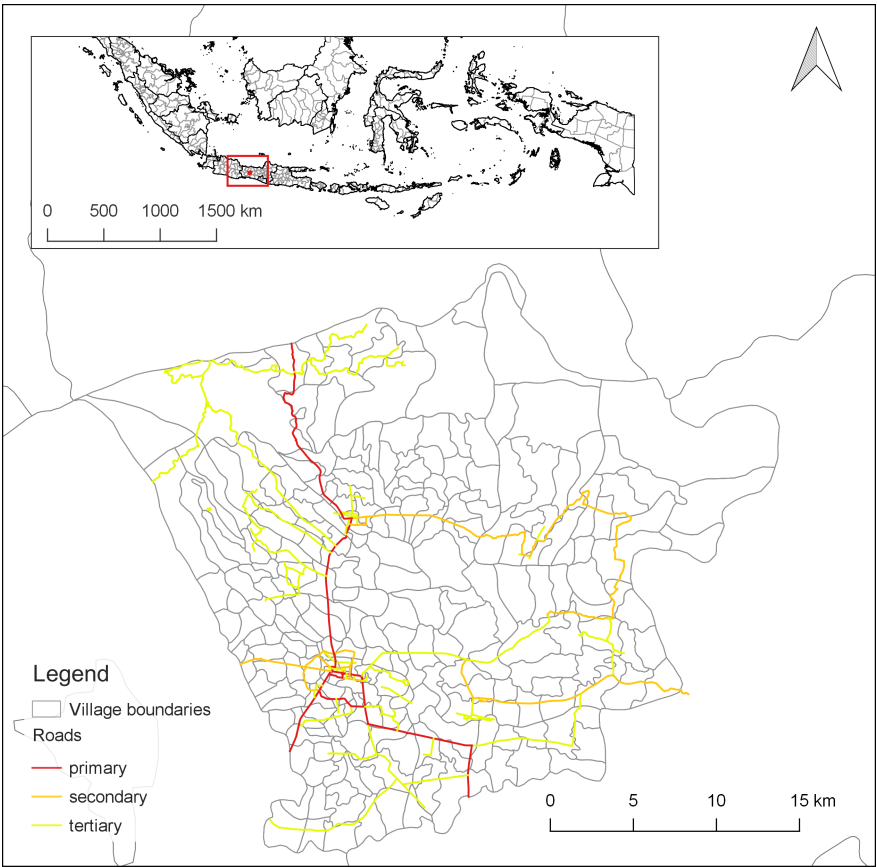 0 500 1000 1500 km
Legend
Village boundaries
Roads
primary
secondary
tertiary
0 5 10 15 km